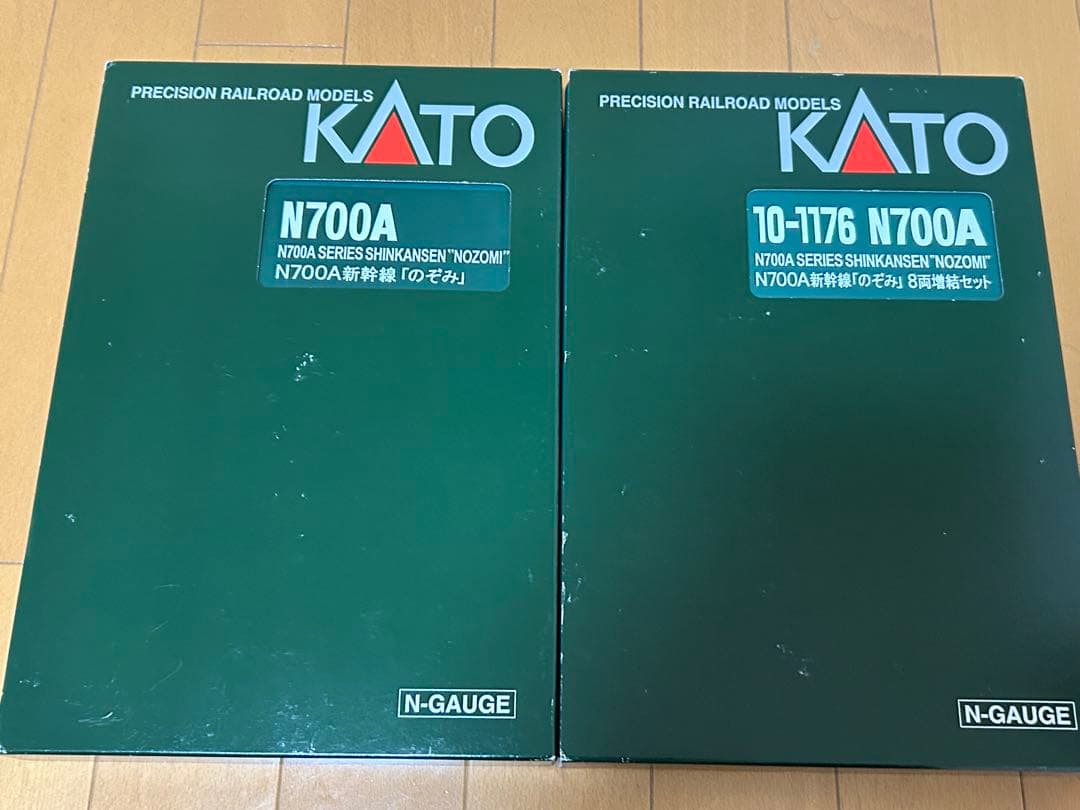 PRECISION RAILROAD MODELS
KATO
N700A
N700A SERIES SHINKANSEN "NOZOMI"
N700A新幹線「のぞみ」
N-GAUGE
PRECISION RAILROAD MODELS
KATO
10-1176 N700A
N700A SERIES SHINKANSEN "NOZOMI"
N700A新幹線「のぞみ」 8両増結セット
N-GAUGE